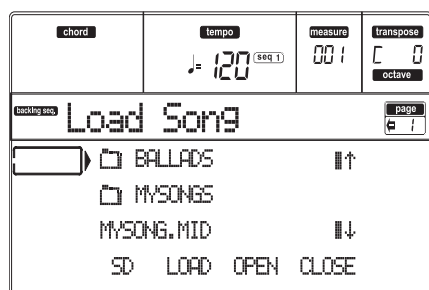 chord tempo measure transpose
♩= 120 seq 1 001 C 0
octave
backing seq. Load Song page 1
BALLADS
MYSONGS
MYSONG.MID
SD LOAD OPEN CLOSE